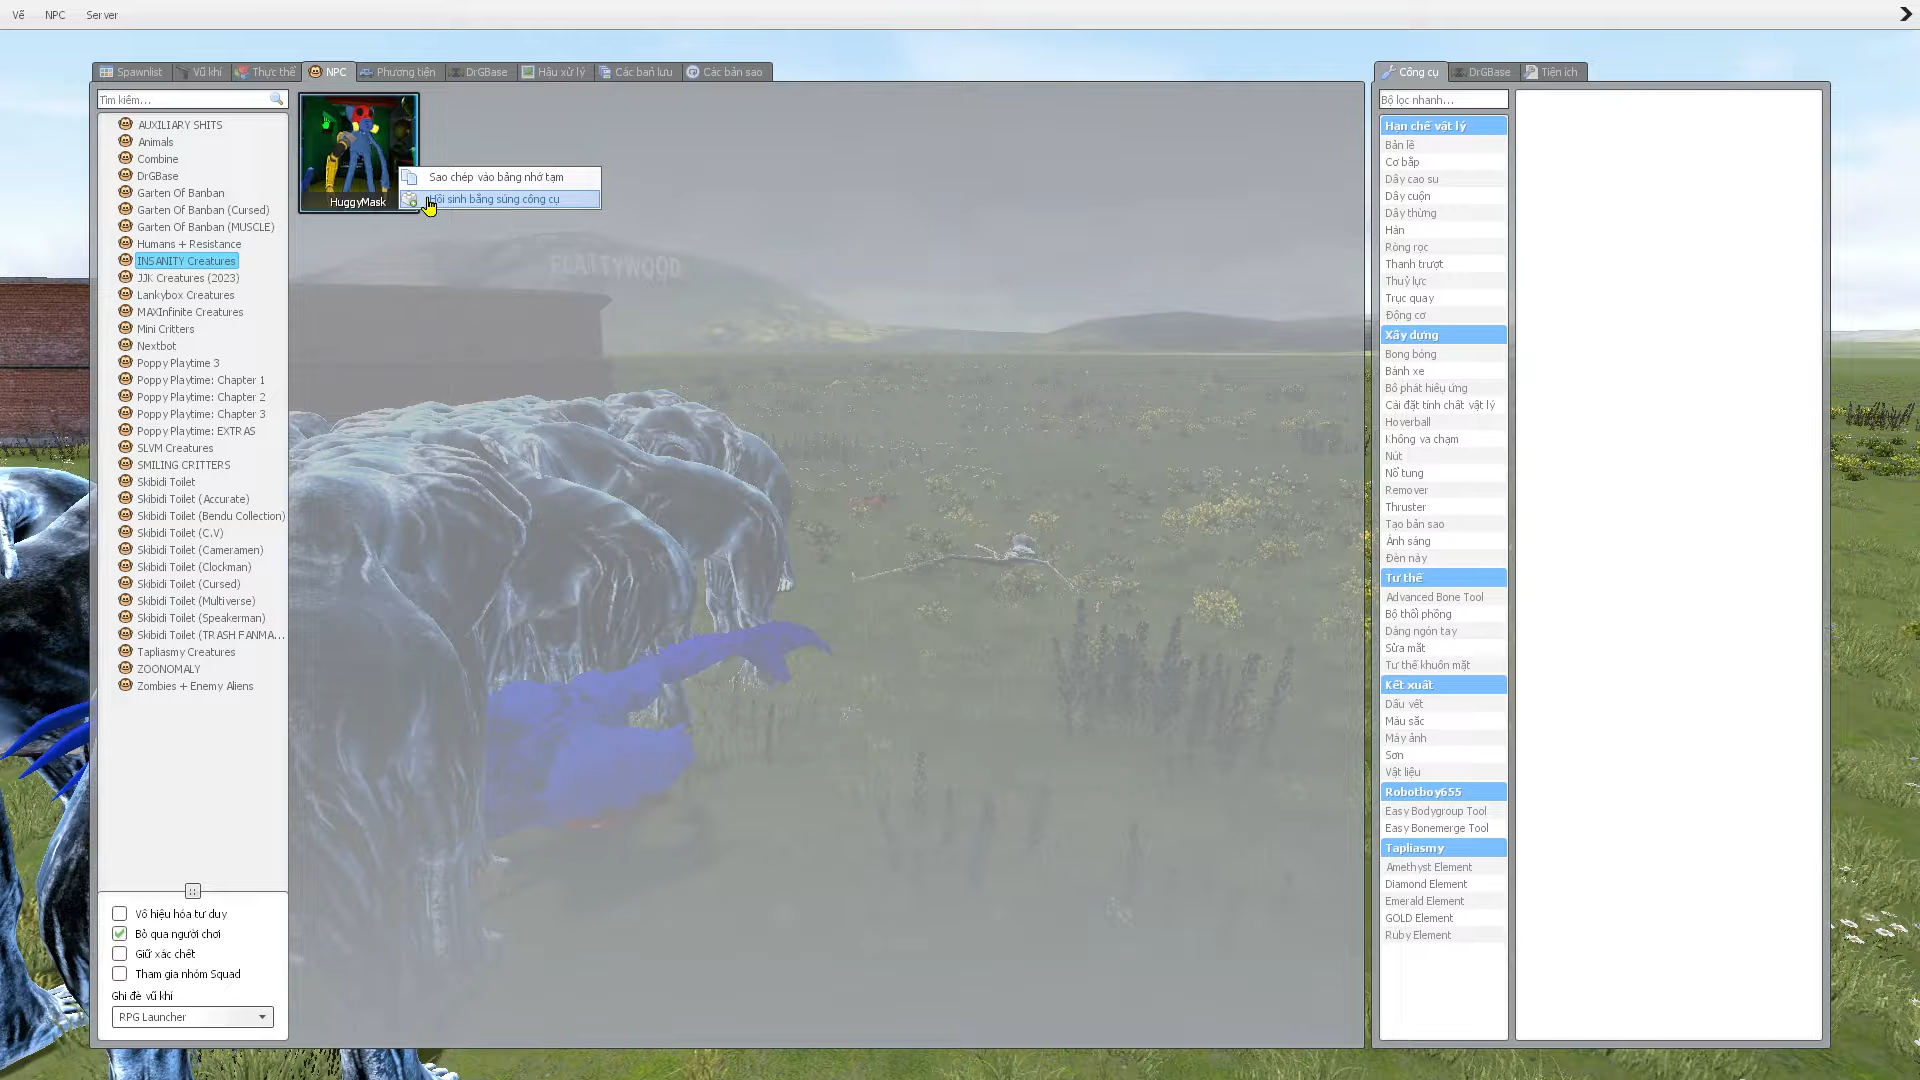 Vẽ NPC Server
Spawnlist Vũ khí Thực thể NPC Phương tiện DrGBase Hậu xử lý Các bản lưu Các bản sao
Công cụ DrGBase Tiện ích
Tìm kiếm...
AUXILIARY SHITS
Animals
Combine
DrGBase
Garten Of Banban
Garten Of Banban (Cursed)
Garten Of Banban (MUSCLE)
Humans + Resistance
INSANITY Creatures
JJK Creatures (2023)
Lankybox Creatures
MAXInfinite Creatures
Mini Critters
Nextbot
Poppy Playtime 3
Poppy Playtime: Chapter 1
Poppy Playtime: Chapter 2
Poppy Playtime: Chapter 3
Poppy Playtime: EXTRAS
SLVM Creatures
SMILING CRITTERS
Skibidi Toilet
Skibidi Toilet (Accurate)
Skibidi Toilet (Bendu Collection)
Skibidi Toilet (C.V)
Skibidi Toilet (Cameramen)
Skibidi Toilet (Clockman)
Skibidi Toilet (Cursed)
Skibidi Toilet (Multiverse)
Skibidi Toilet (Speakerman)
Skibidi Toilet (TRASH FANMA...
Tapliasmy Creatures
ZOONOMALY
Zombies + Enemy Aliens
Vô hiệu hóa tư duy
Bỏ qua người chơi
Giữ xác chết
Tham gia nhóm Squad
Ghi đè vũ khí
RPG Launcher
HuggyMask
Sao chép vào bảng nhớ tạm
Hồi sinh bằng súng công cụ
FLATTYWOOD
Bộ lọc nhanh...
Hạn chế vật lý
Bản lề
Cơ bắp
Dây cao su
Dây cuộn
Dây thừng
Hàn
Ròng rọc
Thanh trượt
Thuỷ lực
Trục quay
Động cơ
Xây dựng
Bong bóng
Bánh xe
Bộ phát hiệu ứng
Cài đặt tính chất vật lý
Hoverball
Không va chạm
Nút
Nổ tung
Remover
Thruster
Tạo bản sao
Ánh sáng
Đèn này
Tư thế
Advanced Bone Tool
Bộ thổi phồng
Dáng ngón tay
Sửa mắt
Tư thế khuôn mặt
Kết xuất
Dấu vết
Màu sắc
Máy ảnh
Sơn
Vật liệu
Robotboy655
Easy Bodygroup Tool
Easy Bonemerge Tool
Tapliasmy
Amethyst Element
Diamond Element
Emerald Element
GOLD Element
Ruby Element